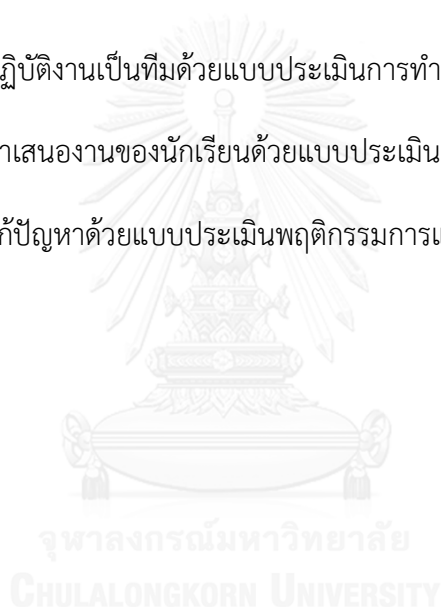 ฏิบัติงานเป็นทีมด้วยแบบประเมินการทำ
ำเสนองานของนักเรียนด้วยแบบประเมิน
ก้ปัญหาด้วยแบบประเมินพฤติกรรมการแ
จุฬาลงกรณ์มหาวิทยาลัย
CHULALONGKORN UNIVERSITY